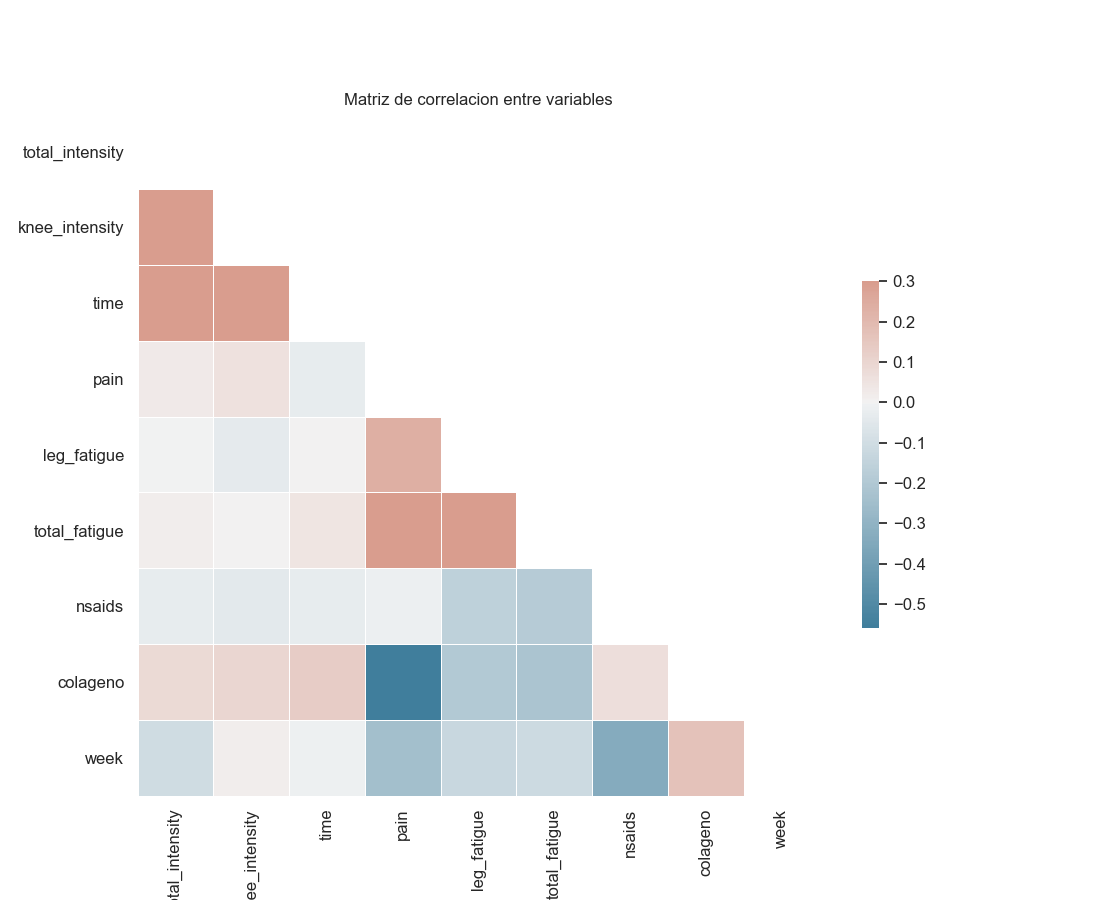 Matriz de correlacion entre variables
total_intensity
knee_intensity
time
pain
leg_fatigue
total_fatigue
nsaids
colageno
week
0.3
0.2
0.1
0.0
−0.1
−0.2
−0.3
−0.4
−0.5
otal_intensity
ee_intensity
time
pain
leg_fatigue
total_fatigue
nsaids
colageno
week